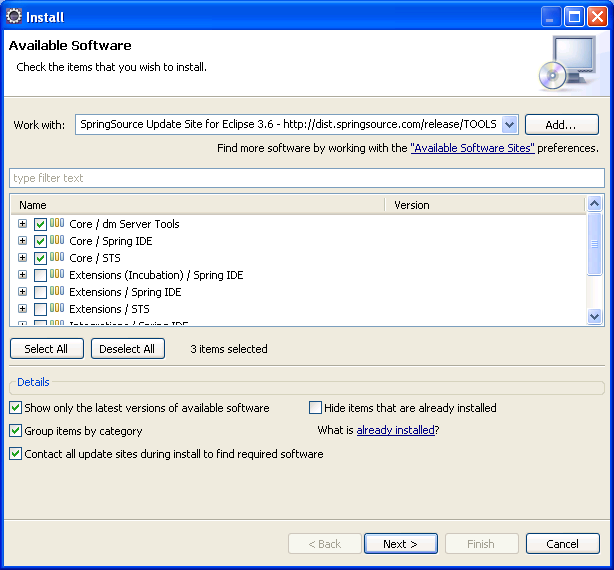 Install
Available Software
Check the items that you wish to install.
Work with: SpringSource Update Site for Eclipse 3.6 - http://dist.springsource.com/release/TOOLS Add...
Find more software by working with the "Available Software Sites" preferences.
type filter text
Name Version
Core / dm Server Tools
Core / Spring IDE
Core / STS
Extensions (Incubation) / Spring IDE
Extensions / Spring IDE
Extensions / STS
Integrations / Spring IDE
Select All Deselect All 3 items selected
Details
Show only the latest versions of available software Hide items that are already installed
Group items by category What is already installed?
Contact all update sites during install to find required software
< Back Next > Finish Cancel